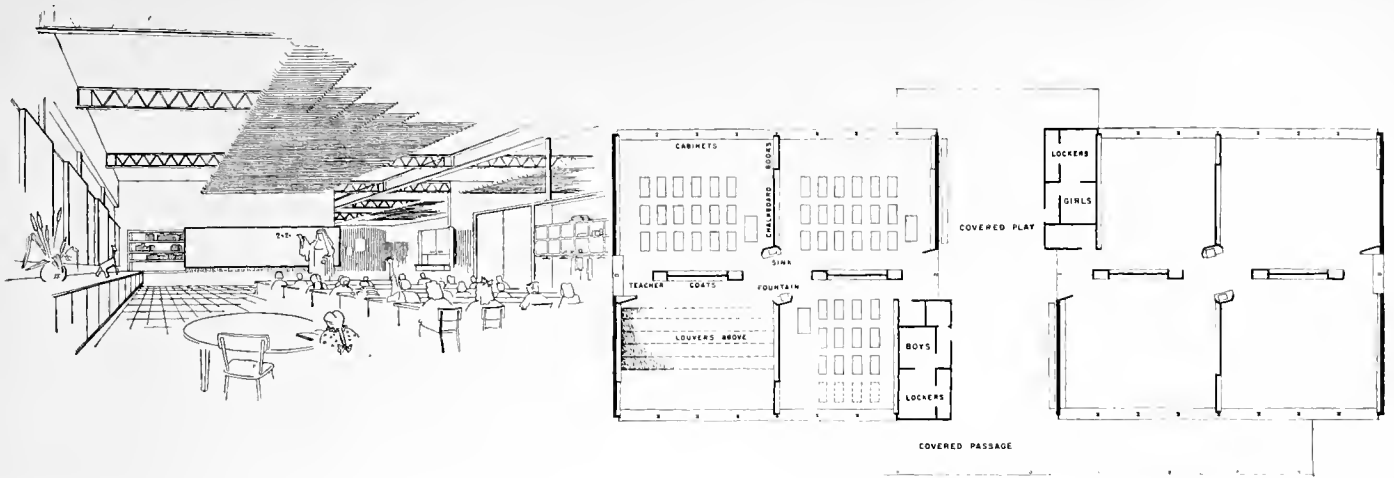 2+2=
CABINETS
BOOKS
CHALKBOARD
SINK
TEACHER
COATS
FOUNTAIN
LOUVERS ABOVE
BOYS
LOCKERS
COVERED PLAY
LOCKERS
GIRLS
COVERED PASSAGE